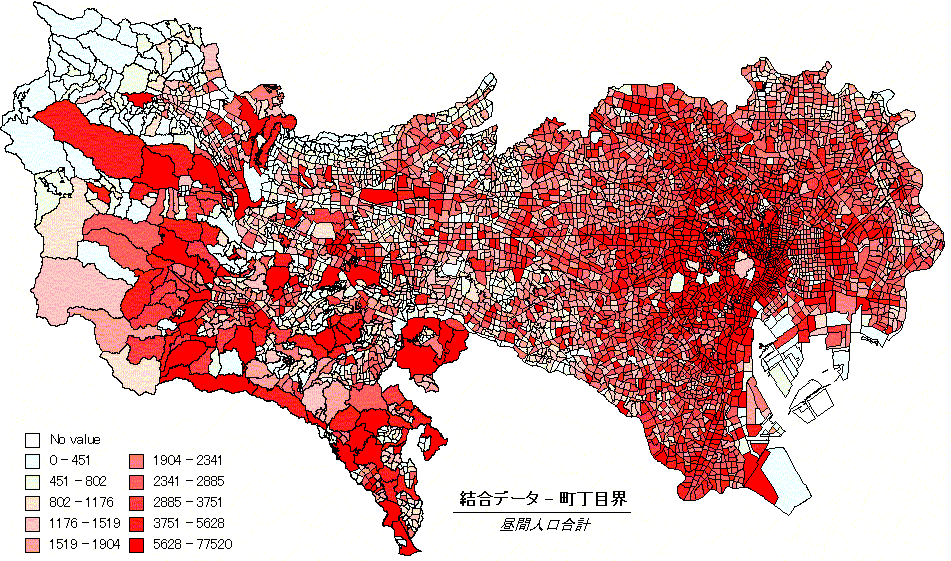 No value
0 – 451
451 – 802
802 – 1176
1176 – 1519
1519 – 1904
1904 – 2341
2341 – 2885
2885 – 3751
3751 – 5628
5628 – 77520
結合データ – 町丁目界
昼間人口合計